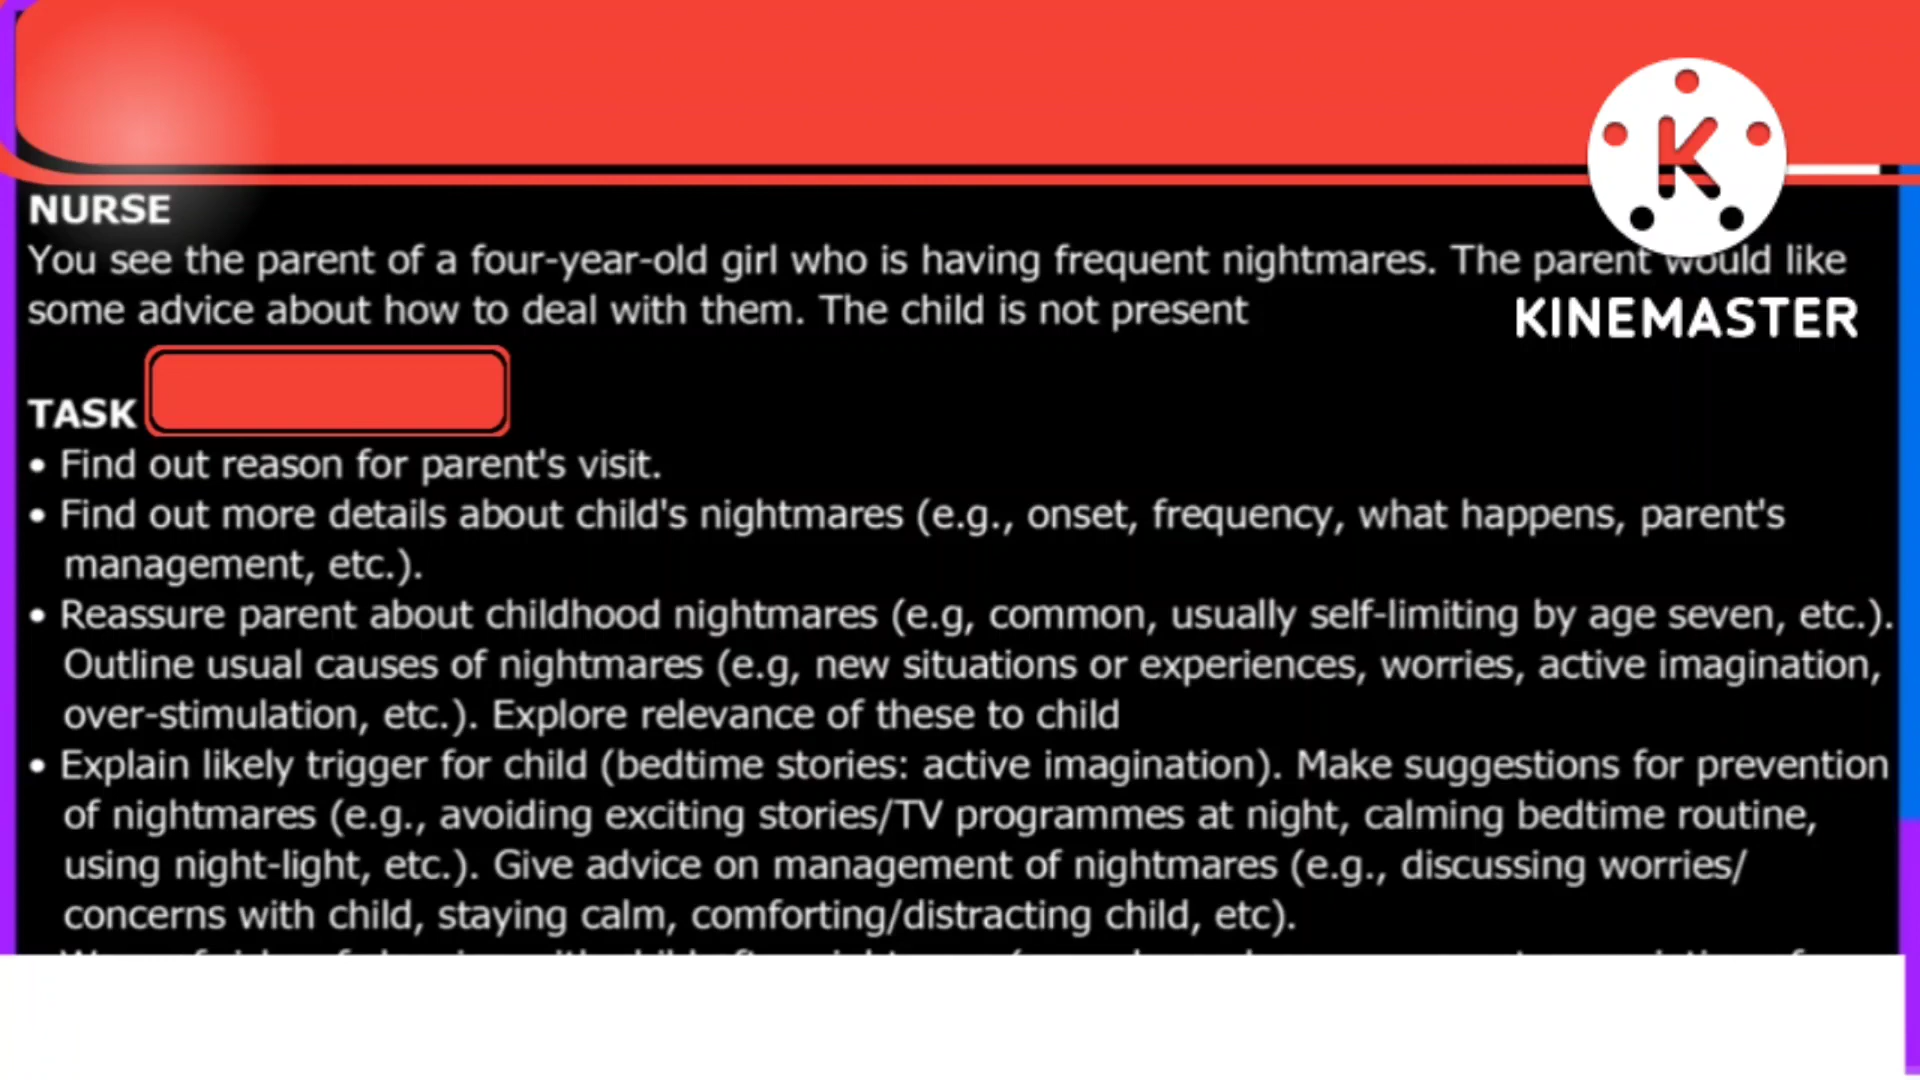 NURSE
You see the parent of a four-year-old girl who is having frequent nightmares. The parent would like
some advice about how to deal with them. The child is not present
KINEMASTER
TASK
• Find out reason for parent's visit.
• Find out more details about child's nightmares (e.g., onset, frequency, what happens, parent's
management, etc.).
• Reassure parent about childhood nightmares (e.g, common, usually self-limiting by age seven, etc.).
Outline usual causes of nightmares (e.g, new situations or experiences, worries, active imagination,
over-stimulation, etc.). Explore relevance of these to child
• Explain likely trigger for child (bedtime stories: active imagination). Make suggestions for prevention
of nightmares (e.g., avoiding exciting stories/TV programmes at night, calming bedtime routine,
using night-light, etc.). Give advice on management of nightmares (e.g., discussing worries/
concerns with child, staying calm, comforting/distracting child, etc).